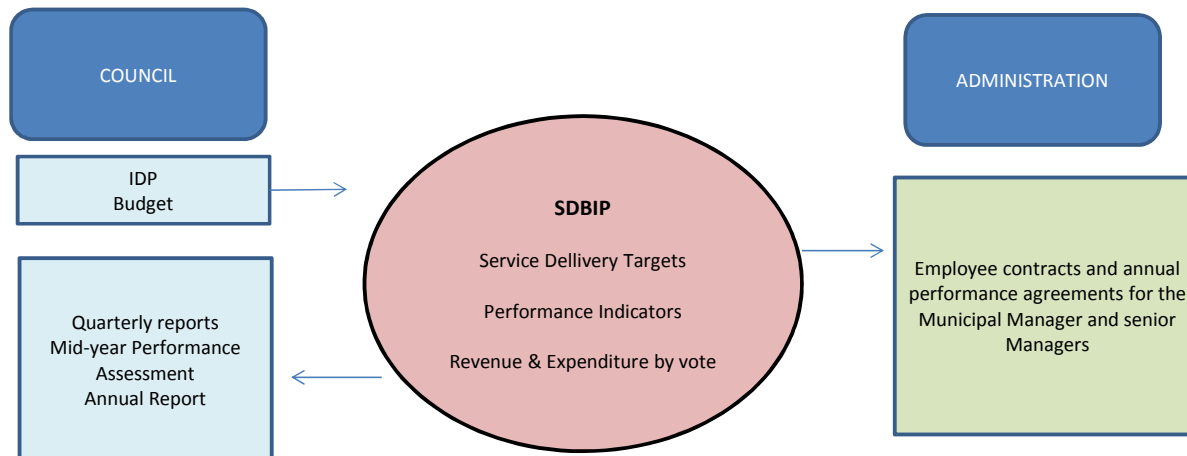 COUNCIL
IDP
Budget
Quarterly reports
Mid-year Performance
Assessment
Annual Report
SDBIP
Service Dellivery Targets
Performance Indicators
Revenue & Expenditure by vote
ADMINISTRATION
Employee contracts and annual
performance agreements for the
Municipal Manager and senior
Managers